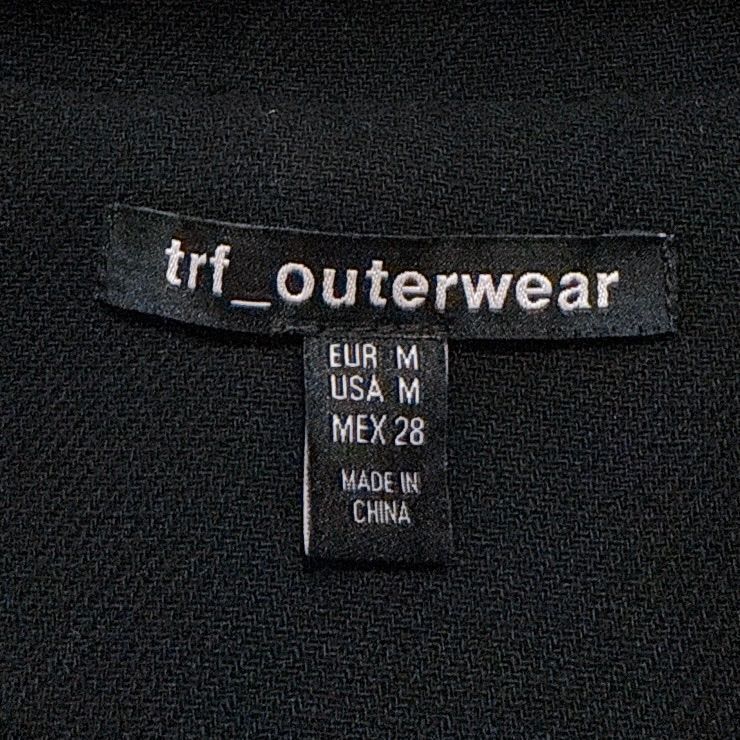 trf_outerwear
EUR M
USA M
MEX 28
MADE IN
CHINA